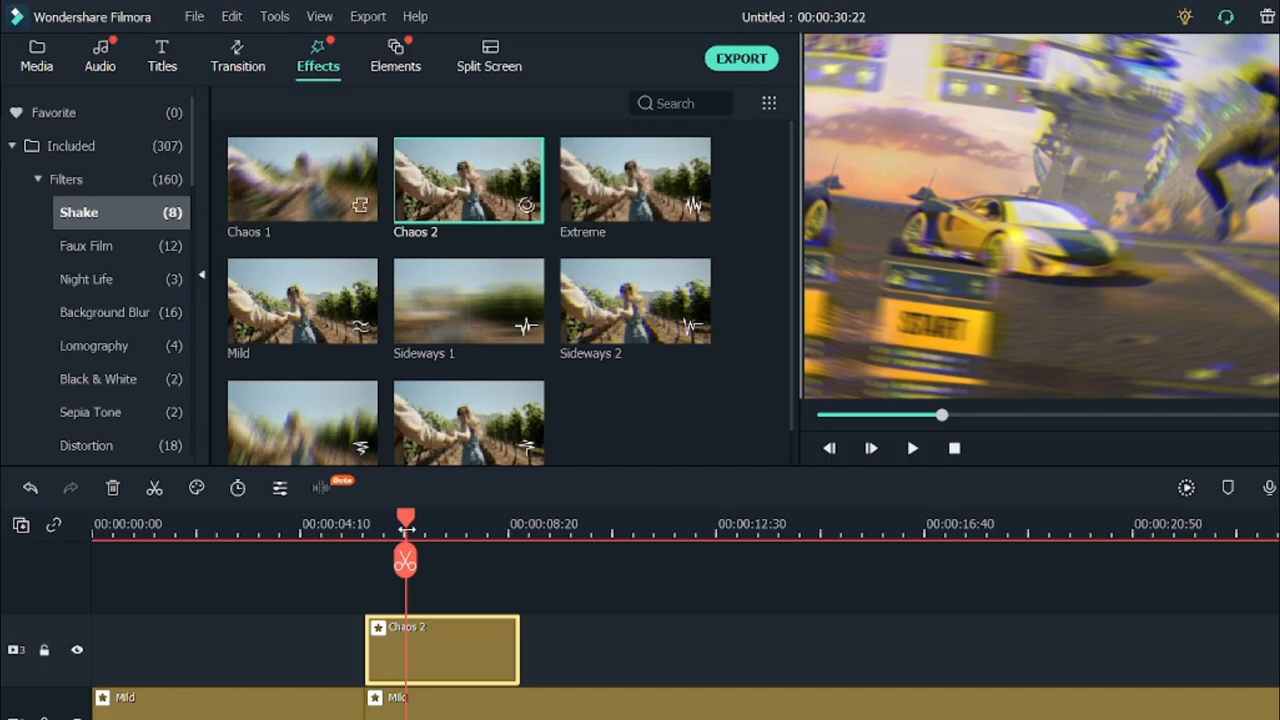 Wondershare Filmora File Edit Tools View Export Help Untitled : 00:00:30:22
Media Audio Titles Transition Effects Elements Split Screen EXPORT
Favorite (0)
Search
Included (307)
Filters (160)
Shake (8)
Faux Film (12)
Night Life (3)
Background Blur (16)
Lomography (4)
Black & White (2)
Sepia Tone (2)
Distortion (18)
Chaos 1 Chaos 2 Extreme
Mild Sideways 1 Sideways 2
START
Beta
00:00:00:00 00:00:04:10 00:00:08:20 00:00:12:30 00:00:16:40 00:00:20:50
3 Chaos 2
Mild Mild